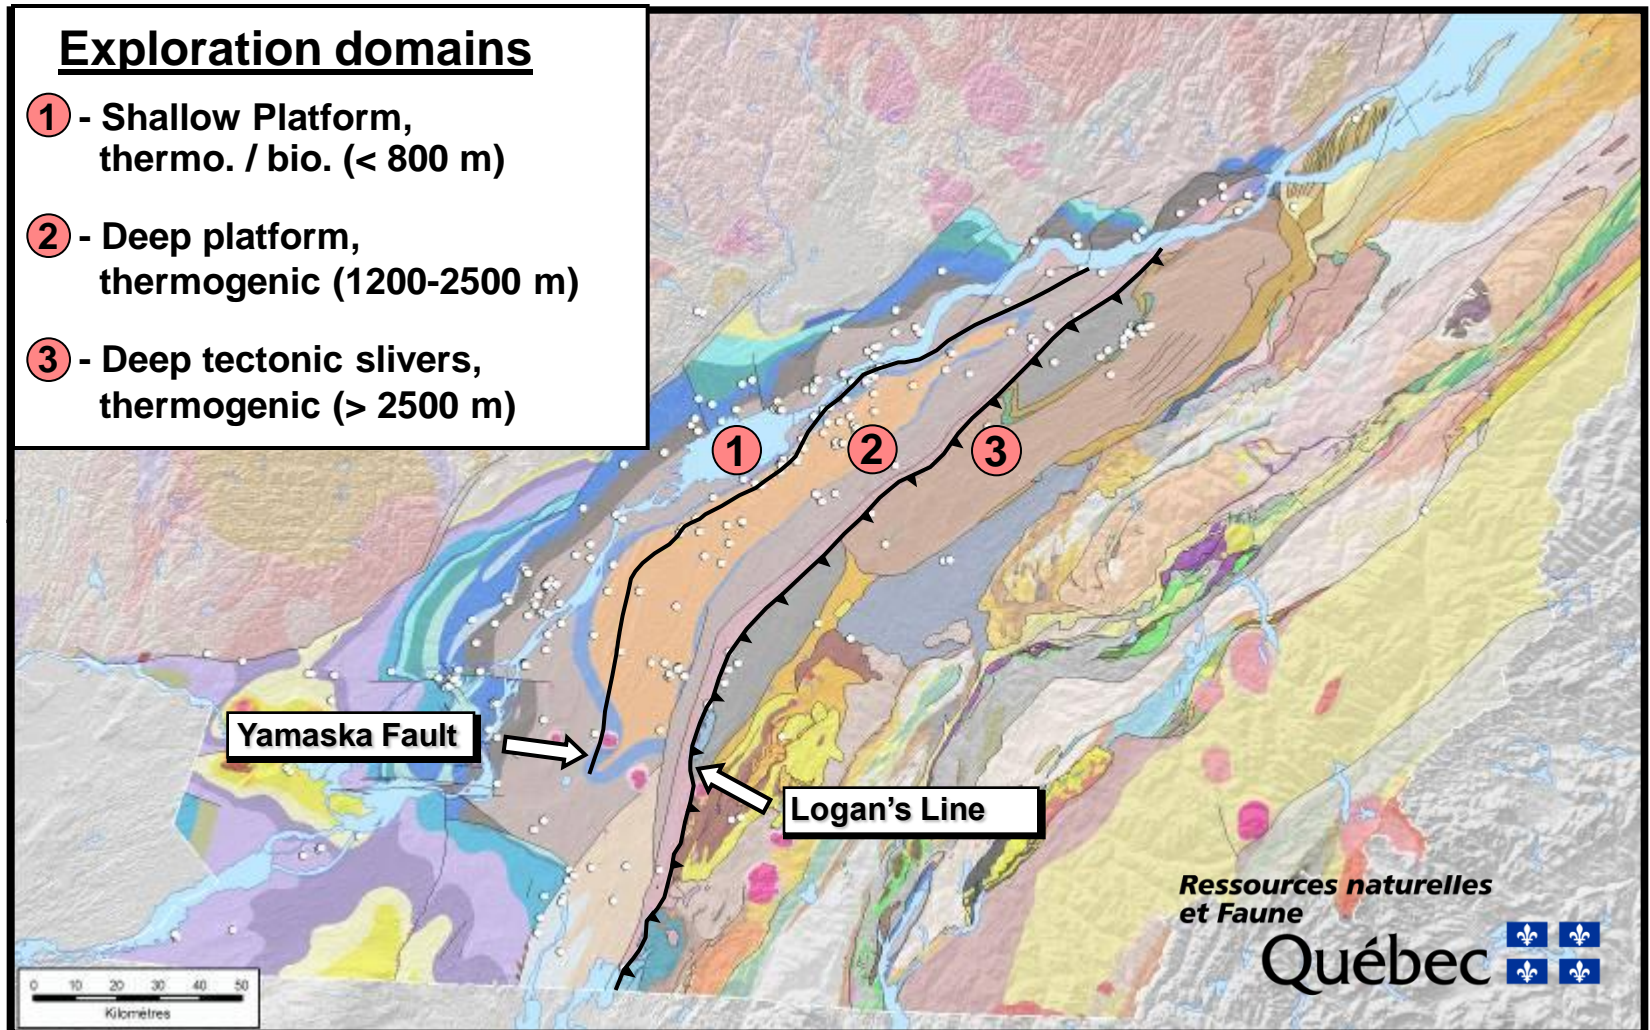 Exploration domains
1 - Shallow Platform,
thermo. / bio. (< 800 m)
2 - Deep platform,
thermogenic (1200-2500 m)
3 - Deep tectonic slivers,
thermogenic (> 2500 m)
1 2 3
Yamaska Fault
Logan's Line
Ressources naturelles
et Faune
Québec
0 10 20 30 40 50
Kilomètres